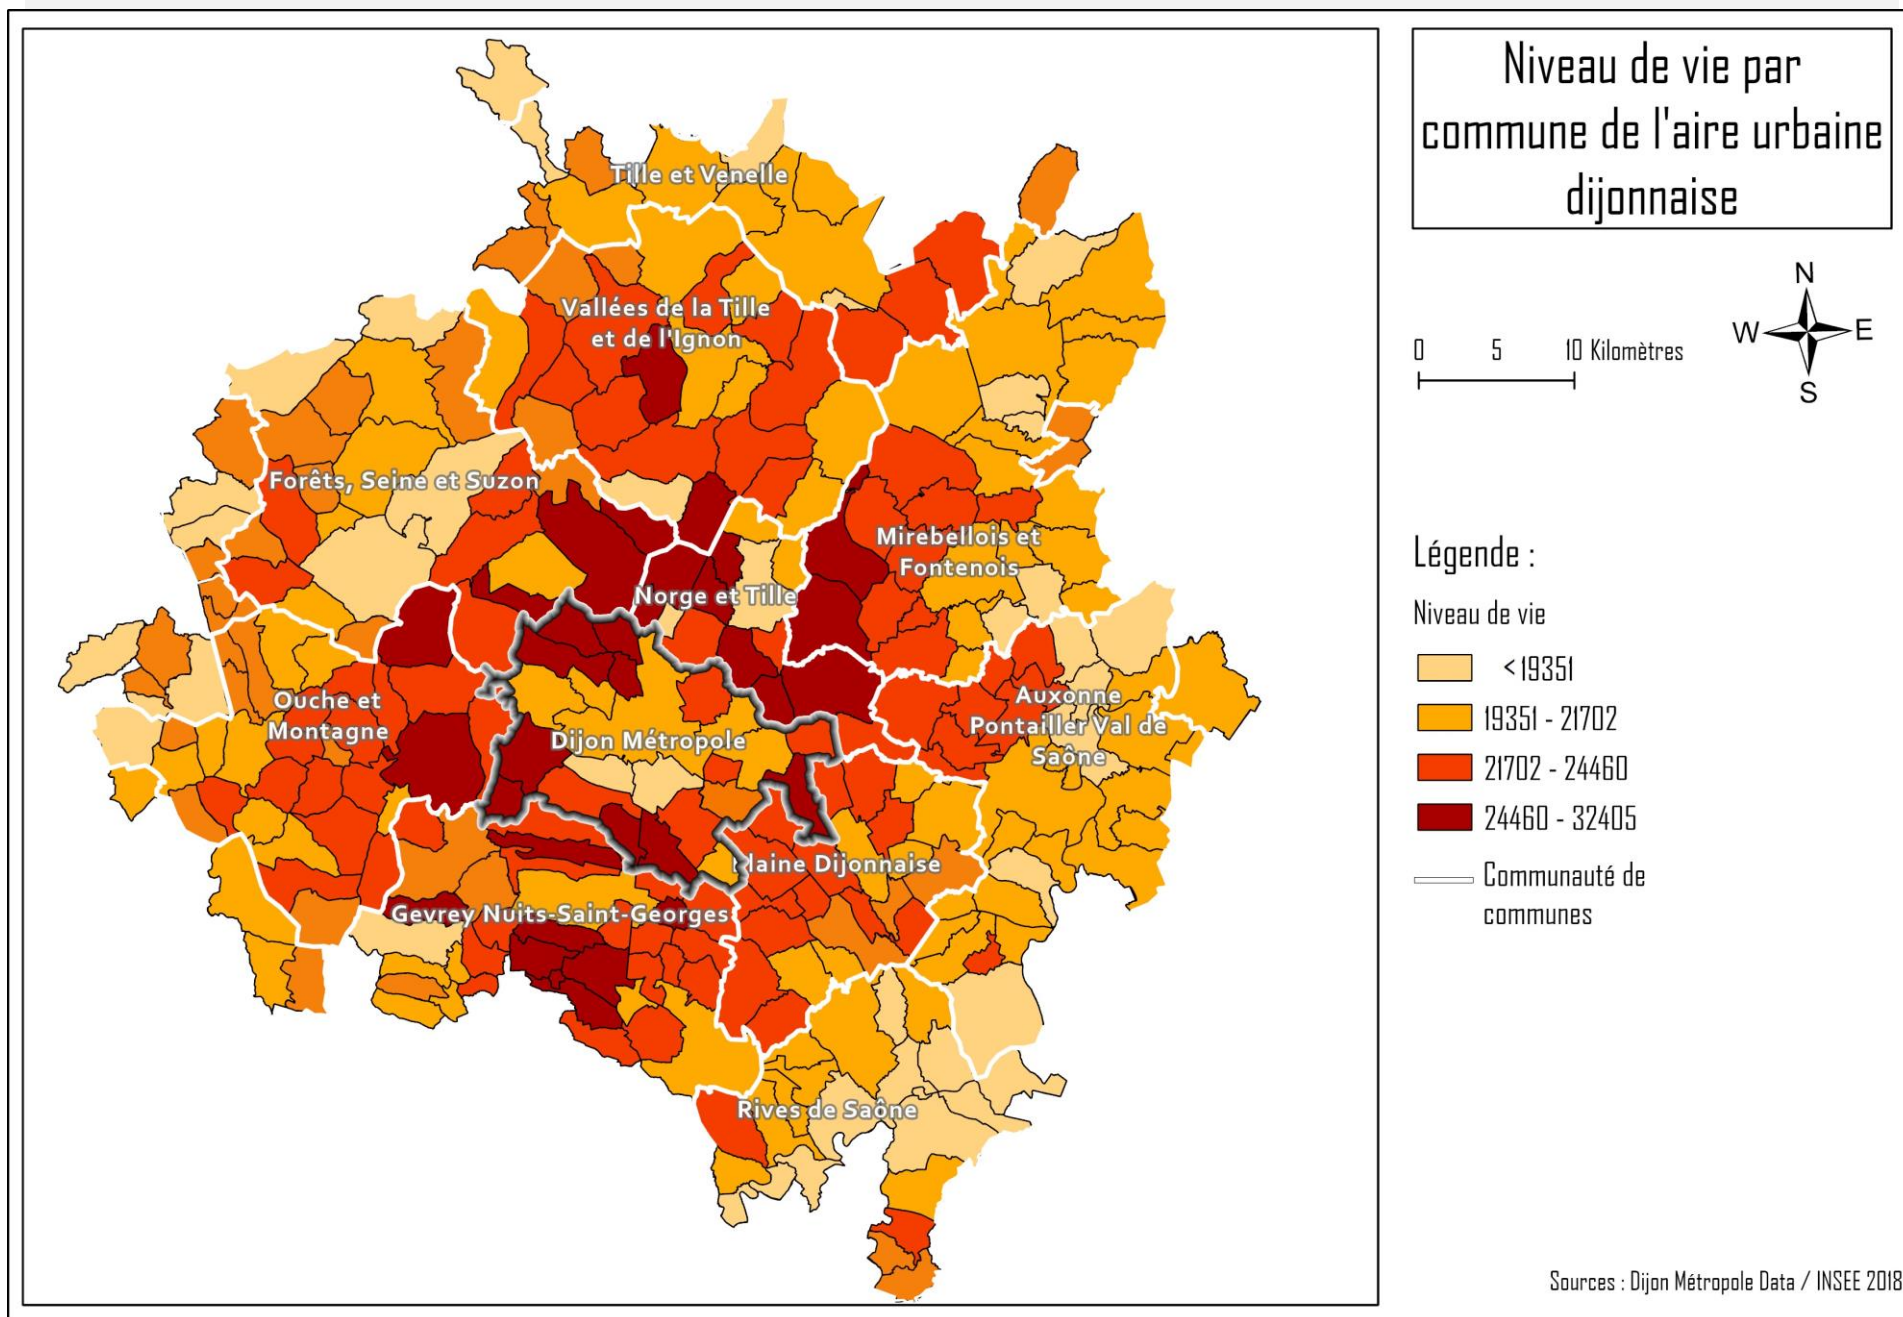 Niveau de vie par
commune de l'aire urbaine
dijonnaise
N
W
E
S
0 5 10 Kilomètres
Légende :
Niveau de vie
< 19351
19351 - 21702
21702 - 24460
24460 - 32405
Communauté de
communes
Sources : Dijon Métropole Data / INSEE 2018
Tille et Venelle
Vallées de la Tille
et de l'Ignon
Forêts, Seine et Suzon
Mirebellois et
Fontenois
Norge et Tille
Ouche et
Montagne
Dijon Métropole
Auxonne
Pontailler Val de
Saône
Plaine Dijonnaise
Gevrey Nuits-Saint-Georges
Rives de Saône